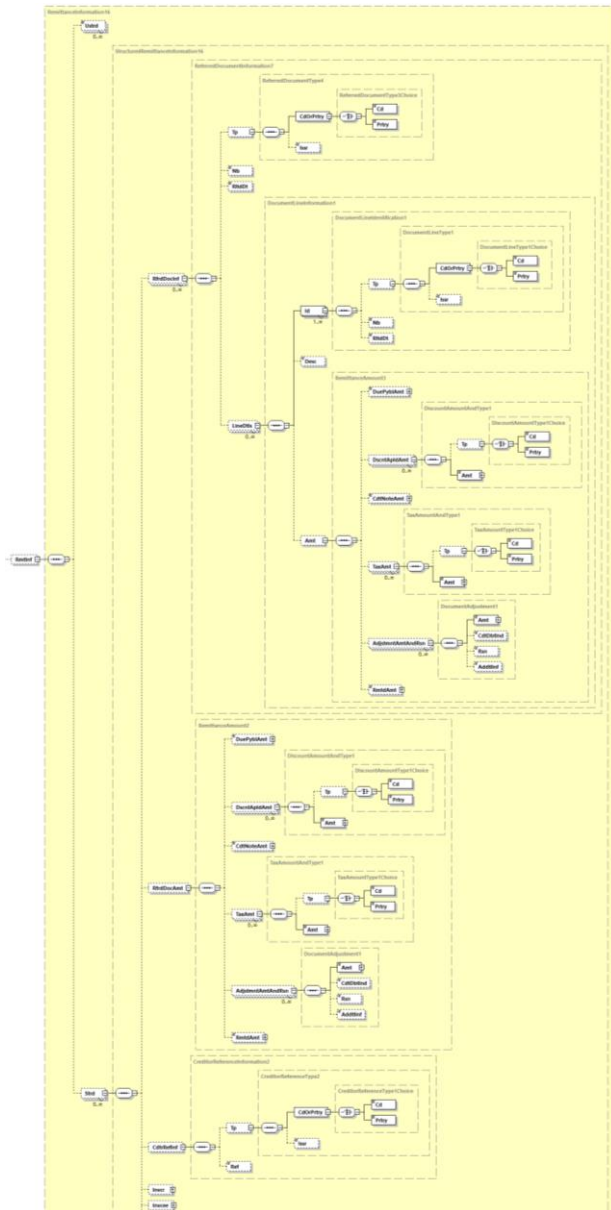 RemittanceInformation16
Ustrd
0..∞
StructuredRemittanceInformation16
ReferredDocumentInformation7
ReferredDocumentType4
ReferredDocumentType3Choice
Cd
CdOrPrtry
Prtry
Tp
Issr
Nb
RltdDt
DocumentLineInformation1
DocumentLineIdentification1
DocumentLineType1
DocumentLineType1Choice
Cd
CdOrPrtry
Prtry
Tp
RfrdDocInf
Issr
0..∞
Id
1..∞
Nb
RltdDt
Desc
RemittanceAmount3
DuePyblAmt
DiscountAmountAndType1
DiscountAmountType1Choice
LineDtls
0..∞
Cd
Tp
Prtry
DscntApldAmt
0..∞
Amt
CdtNoteAmt
TaxAmountAndType1
TaxAmountType1Choice
Amt
Cd
Tp
Prtry
RmtInf
TaxAmt
0..∞
Amt
DocumentAdjustment1
Amt
CdtDbtInd
AdjstmntAmtAndRsn
0..∞
Rsn
AddtlInf
RmtdAmt
RemittanceAmount2
DuePyblAmt
DiscountAmountAndType1
DiscountAmountType1Choice
Cd
Tp
Prtry
DscntApldAmt
0..∞
Amt
CdtNoteAmt
TaxAmountAndType1
TaxAmountType1Choice
RfrdDocAmt
Cd
Tp
Prtry
TaxAmt
0..∞
Amt
DocumentAdjustment1
Amt
CdtDbtInd
AdjstmntAmtAndRsn
0..∞
Rsn
AddtlInf
RmtdAmt
CreditorReferenceInformation2
CreditorReferenceType2
CreditorReferenceType1Choice
Strd
0..∞
Cd
CdOrPrtry
Prtry
Tp
CdtrRefInf
Issr
Ref
Invcr
Invcee